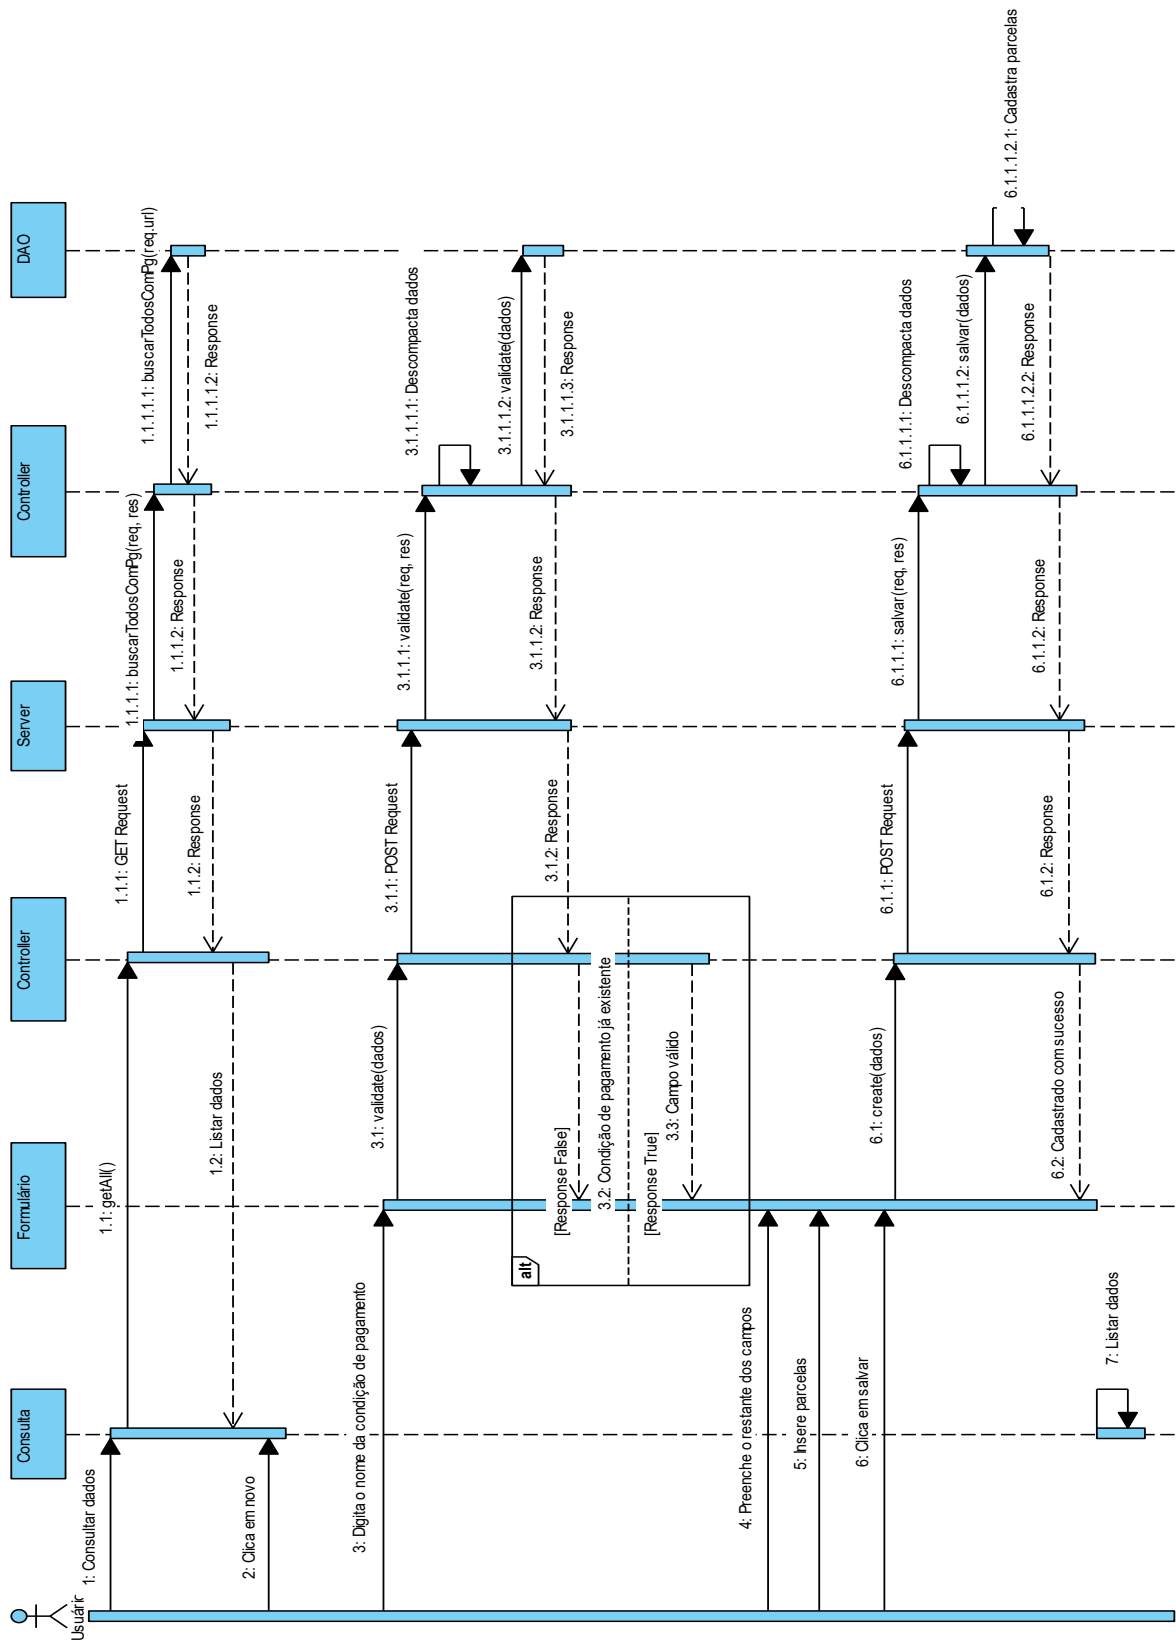 Usuáric
Consulta
Formulário
Controller
Server
Controller
DAO
1: Consultar dados
1.1: getAll()
1.1.1: GET Request
1.1.1.1: buscarTodosComPg(req, res)
1.1.1.1.1: buscarTodosComPg(req.url)
1.1.1.1.2: Response
1.1.1.2: Response
1.1.2: Response
1.2: Listar dados
2: Clica em novo
3: Digita o nome da condição de pagamento
3.1: validate(dados)
3.1.1: POST Request
3.1.1.1: validate(req, res)
3.1.1.1.1: Descompacta dados
3.1.1.1.2: validate(dados)
3.1.1.1.3: Response
3.1.1.2: Response
3.1.2: Response
alt
[Response False]
3.2: Condição de pagamento já existente
[Response True]
3.3: Campo válido
4: Preenche o restante dos campos
5: Insere parcelas
6: Clica em salvar
6.1: create(dados)
6.1.1: POST Request
6.1.1.1: salvar(req, res)
6.1.1.1.1: Descompacta dados
6.1.1.1.2: salvar(dados)
6.1.1.1.2.1: Cadastra parcelas
6.1.1.1.2.2: Response
6.1.1.2: Response
6.1.2: Response
6.2: Cadastrado com sucesso
7: Listar dados